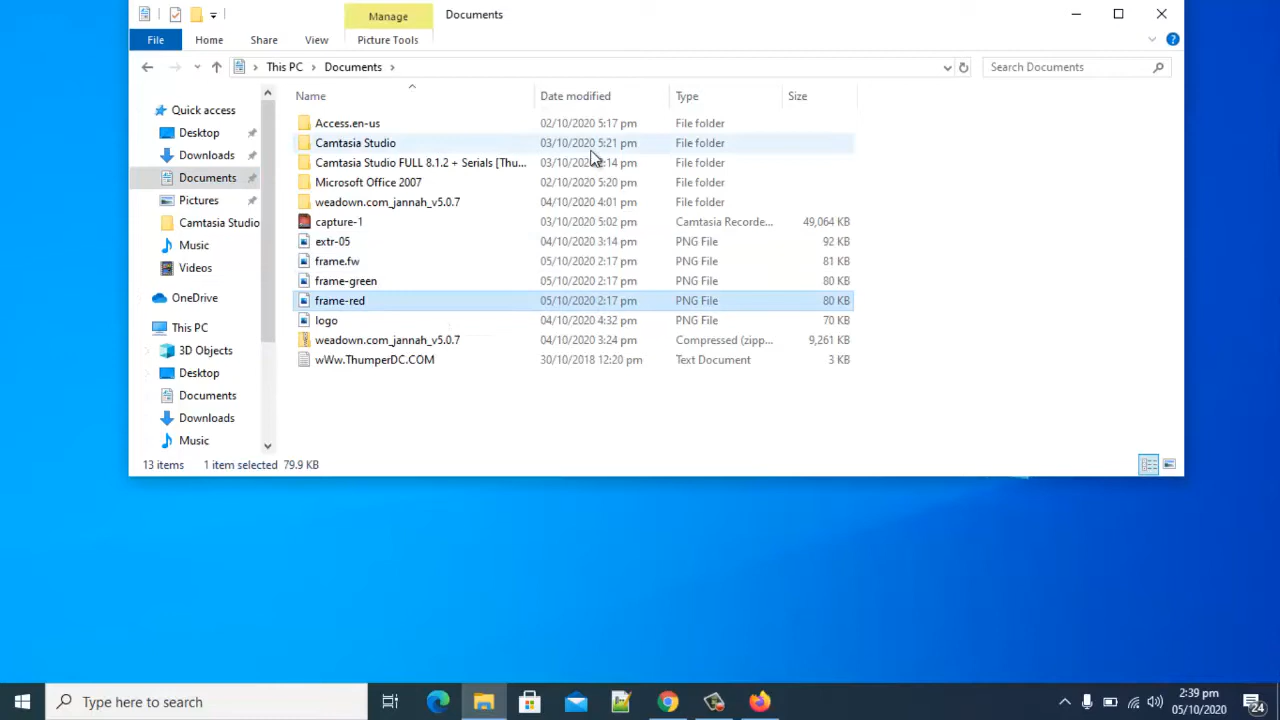 Manage
Documents
File
Home
Share
View
Picture Tools
This PC
Documents
Search Documents
Name
Date modified
Type
Size
Quick access
Desktop
Downloads
Documents
Pictures
Camtasia Studio
Music
Videos
OneDrive
This PC
3D Objects
Desktop
Documents
Downloads
Music
Access.en-us 02/10/2020 5:17 pm File folder
Camtasia Studio 03/10/2020 5:21 pm File folder
Camtasia Studio FULL 8.1.2 + Serials [Thu... 03/10/2020 :14 pm File folder
Microsoft Office 2007 02/10/2020 5:20 pm File folder
weadown.com_jannah_v5.0.7 04/10/2020 4:01 pm File folder
capture-1 03/10/2020 5:02 pm Camtasia Recorde... 49,064 KB
extr-05 04/10/2020 3:14 pm PNG File 92 KB
frame.fw 05/10/2020 2:17 pm PNG File 81 KB
frame-green 05/10/2020 2:17 pm PNG File 80 KB
frame-red 05/10/2020 2:17 pm PNG File 80 KB
logo 04/10/2020 4:32 pm PNG File 70 KB
weadown.com_jannah_v5.0.7 04/10/2020 3:24 pm Compressed (zipp... 9,261 KB
wWw.ThumperDC.COM 30/10/2018 12:20 pm Text Document 3 KB
13 items 1 item selected 79.9 KB
Type here to search
2:39 pm
05/10/2020
24